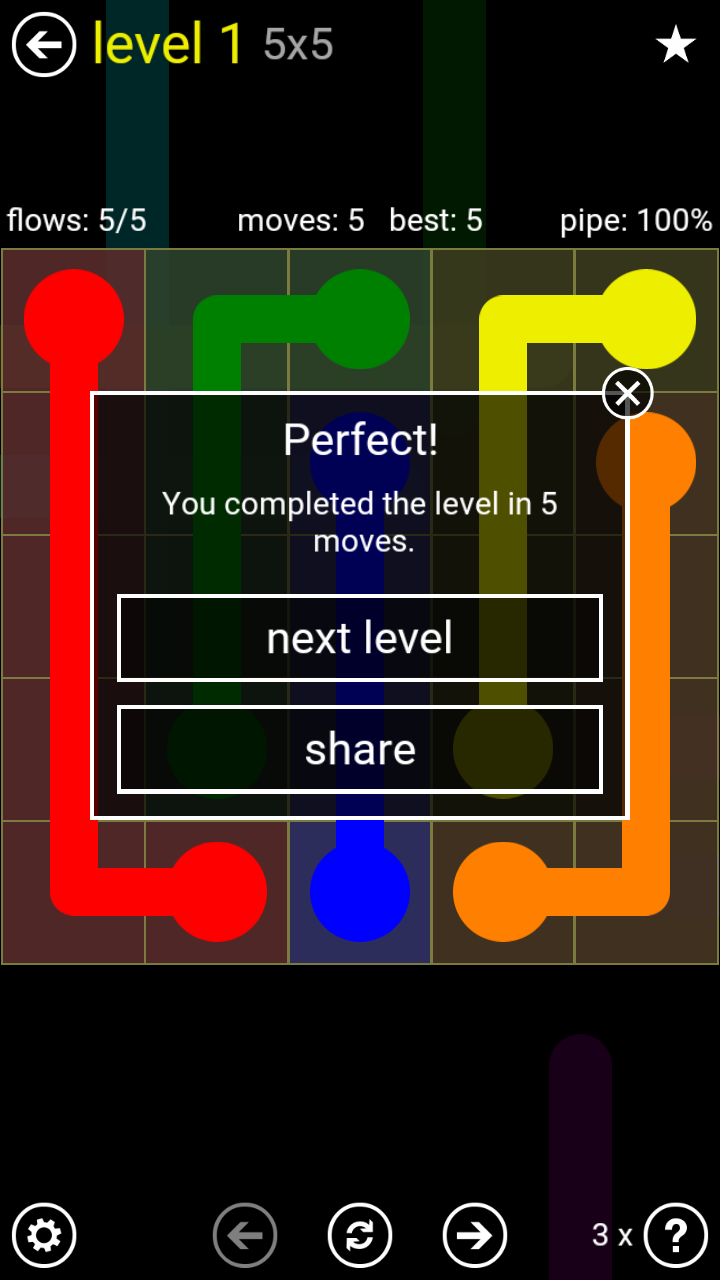 level 1 5x5
flows: 5/5 moves: 5 best: 5 pipe: 100%
Perfect!
You completed the level in 5
moves.
next level
share
3 x ?